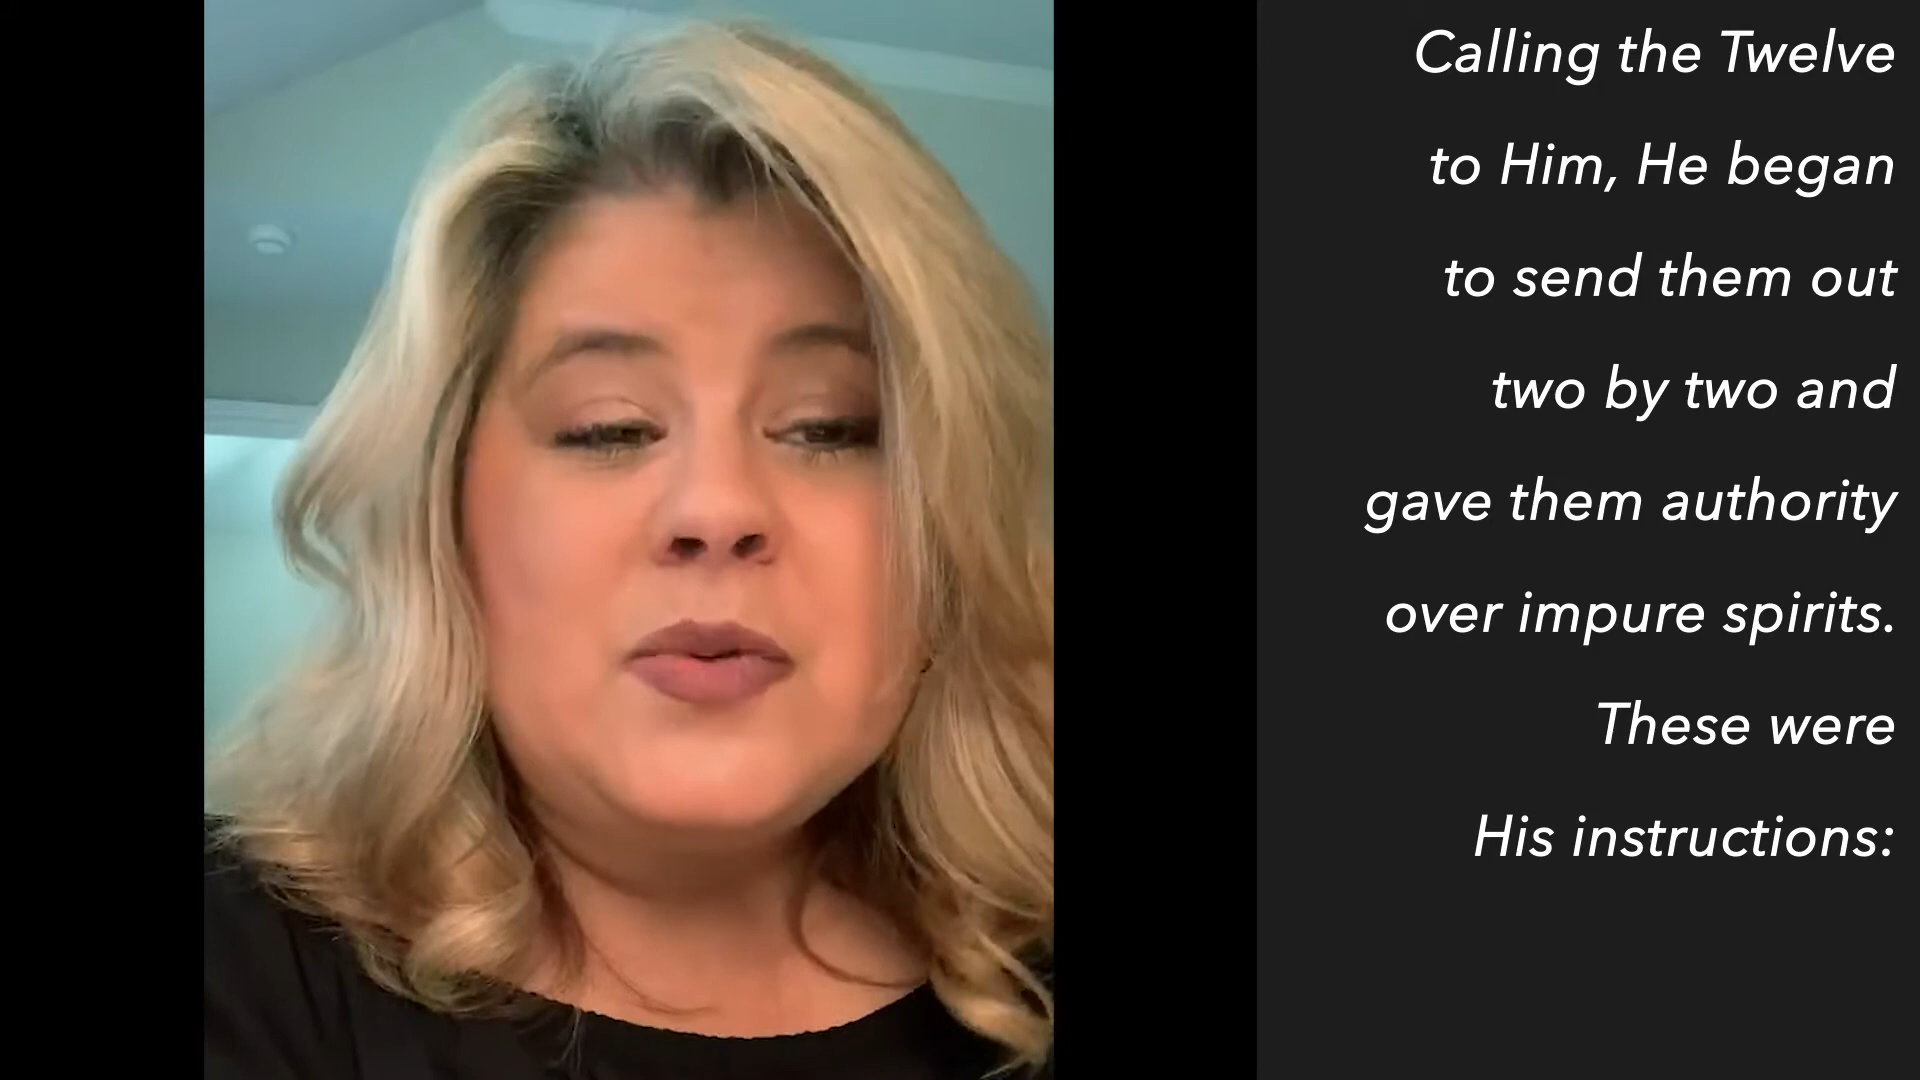 Calling the Twelve
to Him, He began
to send them out
two by two and
gave them authority
over impure spirits.
These were
His instructions: